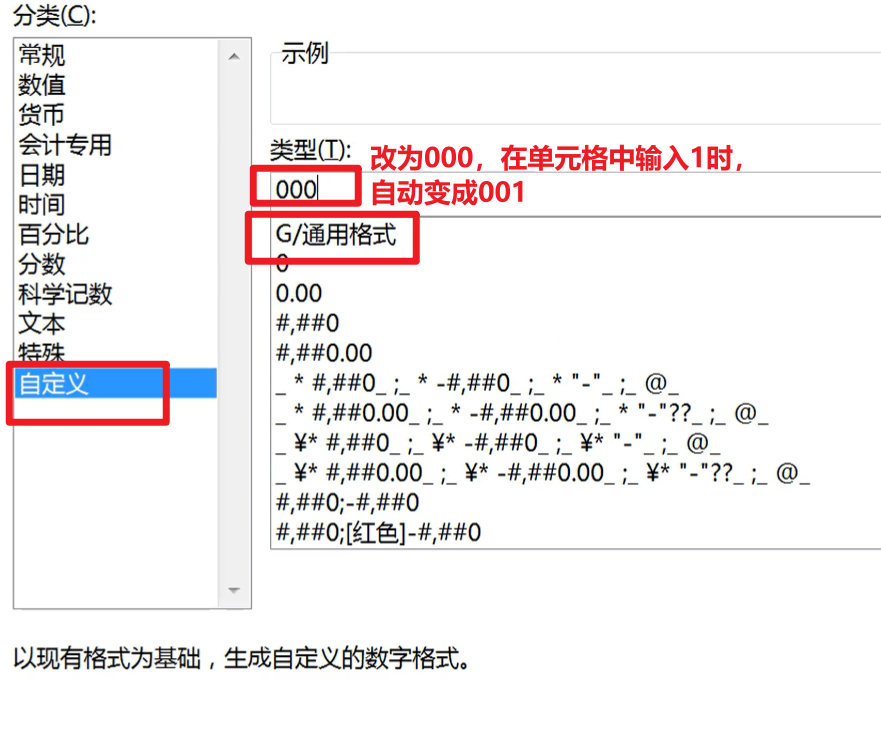 分类(C):
常规
数值
货币
会计专用
日期
时间
百分比
分数
科学记数
文本
特殊
自定义
示例
类型(T):
改为000，在单元格中输入1时，
自动变成001
000
G/通用格式
0
0.00
#,##0
#,##0.00
_ * #,##0_ ;_ * -#,##0_ ;_ * "-"_ ;_ @_
_ * #,##0.00_ ;_ * -#,##0.00_ ;_ * "-"??_ ;_ @_
_ ¥* #,##0_ ;_ ¥* -#,##0_ ;_ ¥* "-"_ ;_ @_
_ ¥* #,##0.00_ ;_ ¥* -#,##0.00_ ;_ ¥* "-"??_ ;_ @_
#,##0;-#,##0
#,##0;[红色]-#,##0
以现有格式为基础，生成自定义的数字格式。